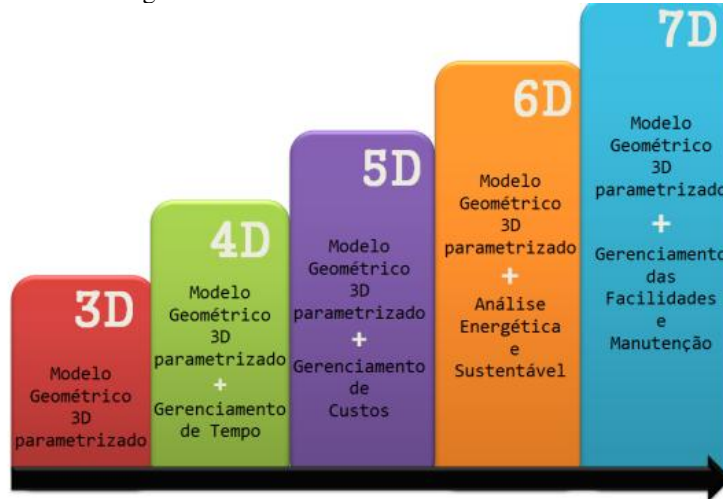 3D
Modelo
Geométrico
3D
parametrizado
4D
Modelo
Geométrico
3D
parametrizado
+
Gerenciamento
de Tempo
5D
Modelo
Geométrico
3D
parametrizado
+
Gerenciamento
de
Custos
6D
Modelo
Geométrico
3D
parametrizado
+
Análise
Energética
e
Sustentável
7D
Modelo
Geométrico
3D
parametrizado
+
Gerenciamento
das
Facilidades
e
Manutenção